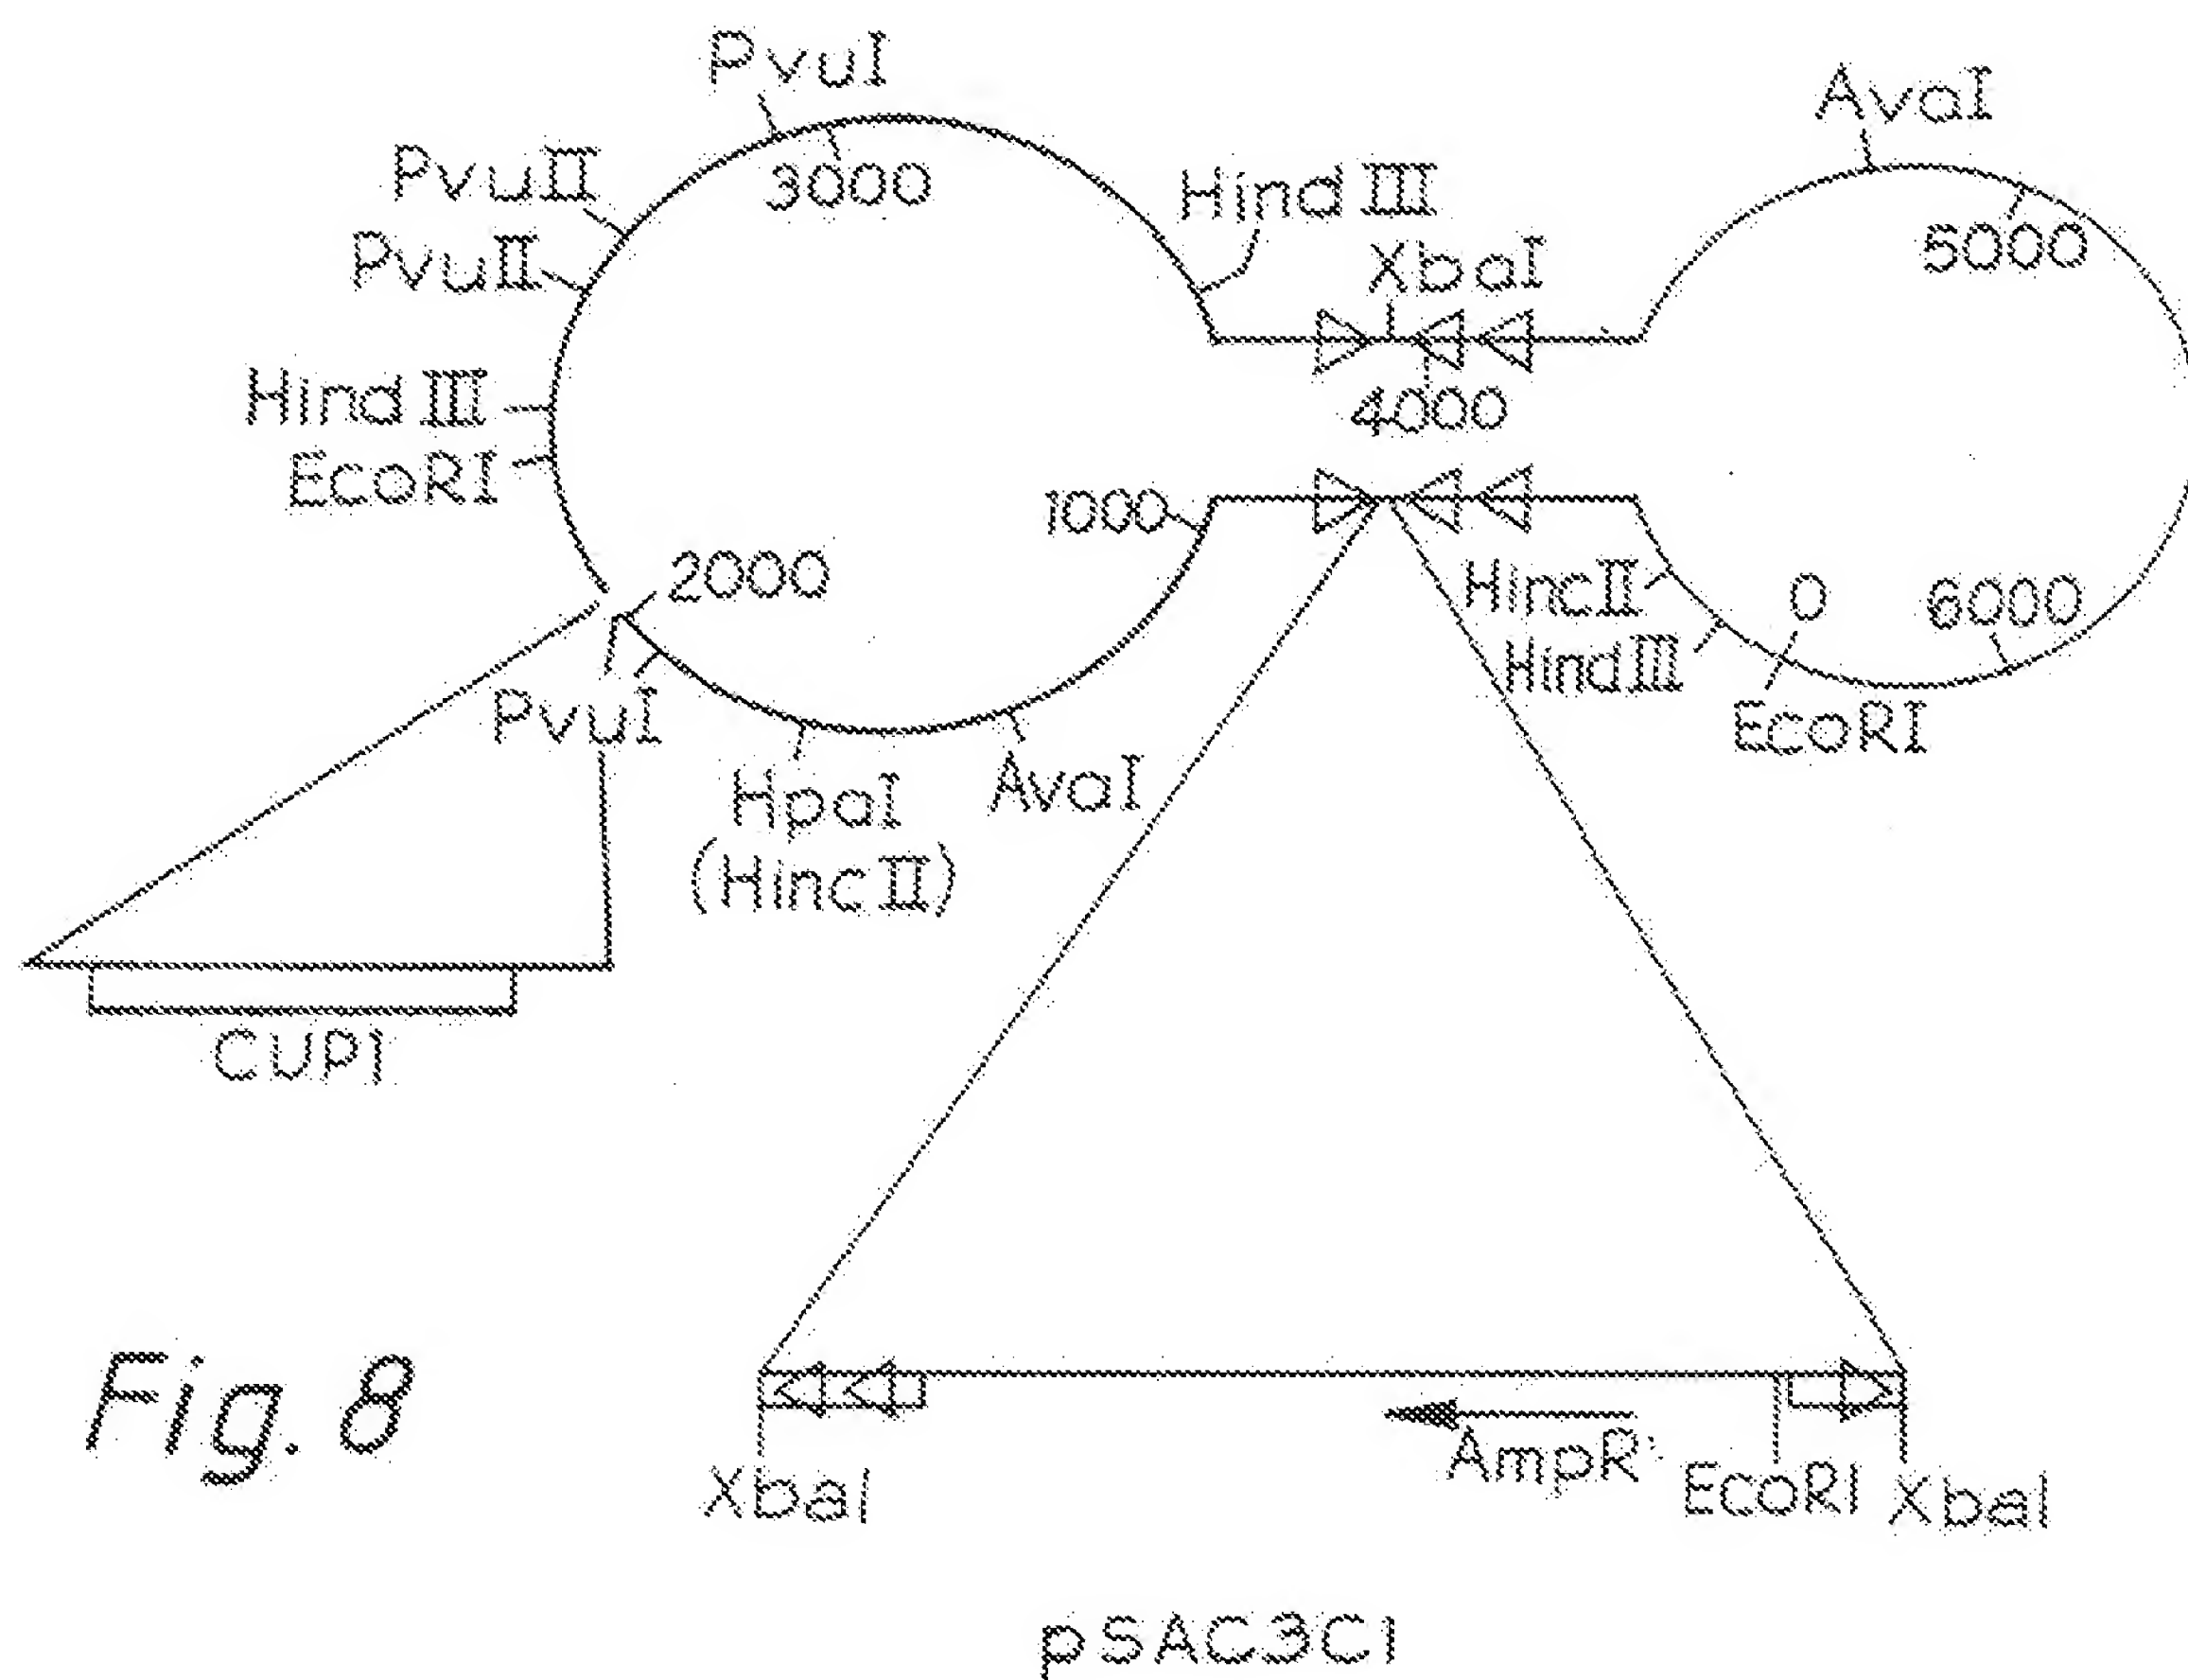 PvuI
AvaI
PvuII
3000
HindIII
5000
PvuII
XbaI
HindIII
4000
EcoRI
1000
2000
HincII
0
6000
HindIII
PvuI
EcoRI
HpaI
AvaI
(HincII)
CUP1
Fig. 8
AmpR
XbaI
EcoRI
XbaI
pSAC3C1